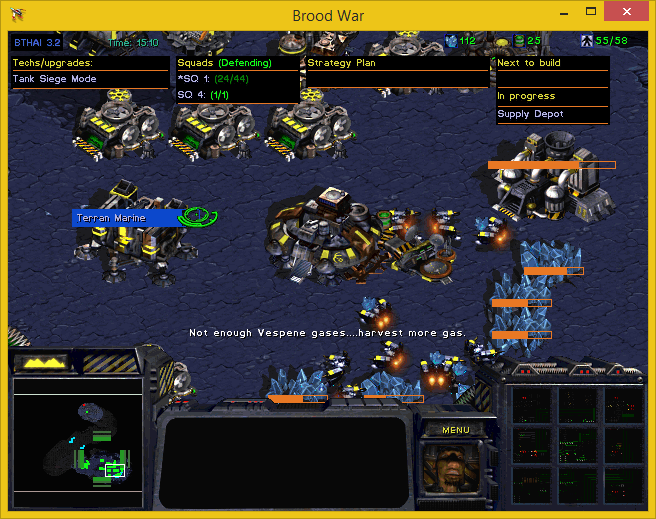 Brood War
BTHAI 3.2
Time: 15:10
112
25
55/58
Techs/upgrades:
Tank Siege Mode
Squads (Defending)
*SQ 1: (24/44)
SQ 4: (1/1)
Strategy Plan
Next to build
In progress
Supply Depot
Terran Marine
Not enough Vespene gases....harvest more gas.
MENU